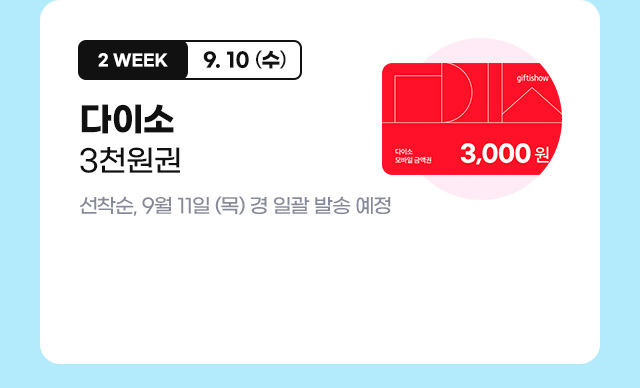 2 WEEK 9. 10 (수)
다이소
3천원권
선착순, 9월 11일 (목) 경 일괄 발송 예정
giftishow
다이소
모바일 금액권
3,000 원